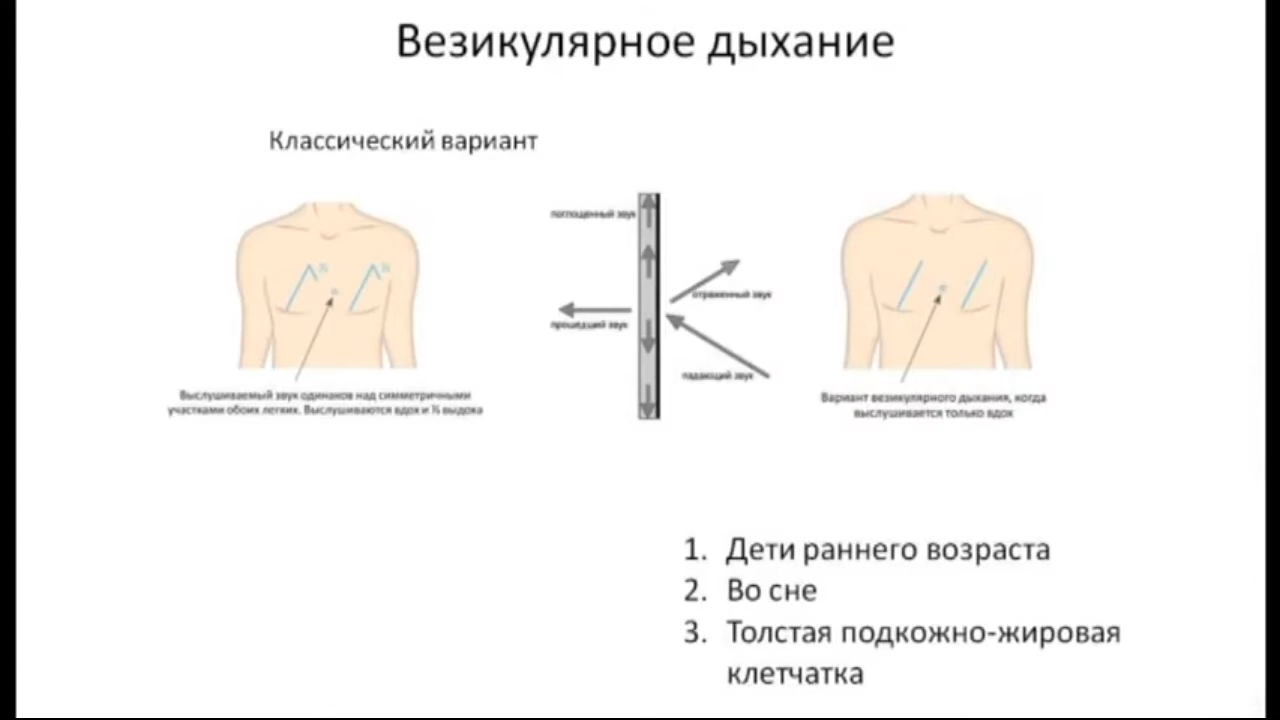 Везикулярное дыхание
Классический вариант
поглощенный звук
отраженный звук
прошедший звук
падающий звук
Выслушиваемый звук одинаков над симметричными
участками обоих легких. Выслушиваются вдох и ⅓ выдоха
Вариант везикулярного дыхания, когда
выслушивается только вдох
1. Дети раннего возраста
2. Во сне
3. Толстая подкожно-жировая
клетчатка